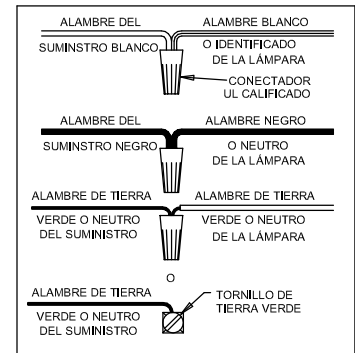 ALAMBRE DEL
SUMINSTRO BLANCO
ALAMBRE BLANCO
O IDENTIFICADO
DE LA LÁMPARA
CONECTADOR
UL CALIFICADO
ALAMBRE DEL
SUMINSTRO NEGRO
ALAMBRE NEGRO
O NEUTRO
DE LA LÁMPARA
ALAMBRE DE TIERRA
VERDE O NEUTRO
DEL SUMINISTRO
ALAMBRE DE TIERRA
VERDE O NEUTRO
DE LA LÁMPARA
O
ALAMBRE DE TIERRA
VERDE O NEUTRO
DEL SUMINISTRO
TORNILLO DE
TIERRA VERDE